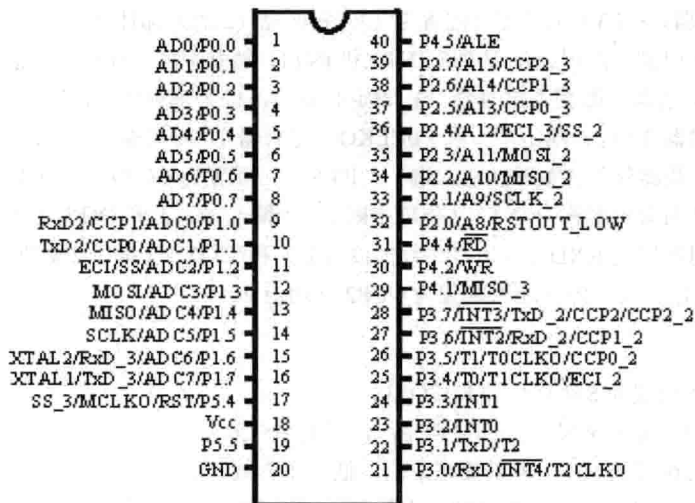 AD0/P0.0 1 40 P4.5/ALE
AD1/P0.1 2 39 P2.7/A15/CCP2_3
AD2/P0.2 3 38 P2.6/A14/CCP1_3
AD3/P0.3 4 37 P2.5/A13/CCP0_3
AD4/P0.4 5 36 P2.4/A12/ECI_3/SS_2
AD5/P0.5 6 35 P2.3/A11/MOSI_2
AD6/P0.6 7 34 P2.2/A10/MISO_2
AD7/P0.7 8 33 P2.1/A9/SCLK_2
RxD2/CCP1/ADC0/P1.0 9 32 P2.0/A8/RSTOUT_LOW
TxD2/CCP0/ADC1/P1.1 10 31 P4.4/RD
ECI/SS/ADC2/P1.2 11 30 P4.2/WR
MOSI/ADC3/P1.3 12 29 P4.1/MISO_3
MISO/ADC4/P1.4 13 28 P3.7/INT3/TxD_2/CCP2/CCP2_2
SCLK/ADC5/P1.5 14 27 P3.6/INT2/RxD_2/CCP1_2
XTAL2/RxD_3/ADC6/P1.6 15 26 P3.5/T1/T0CLKO/CCP0_2
XTAL1/TxD_3/ADC7/P1.7 16 25 P3.4/T0/T1CLKO/ECI_2
SS_3/MCLKO/RST/P5.4 17 24 P3.3/INT1
Vcc 18 23 P3.2/INT0
P5.5 19 22 P3.1/TxD/T2
GND 20 21 P3.0/RxD/INT4/T2CLKO